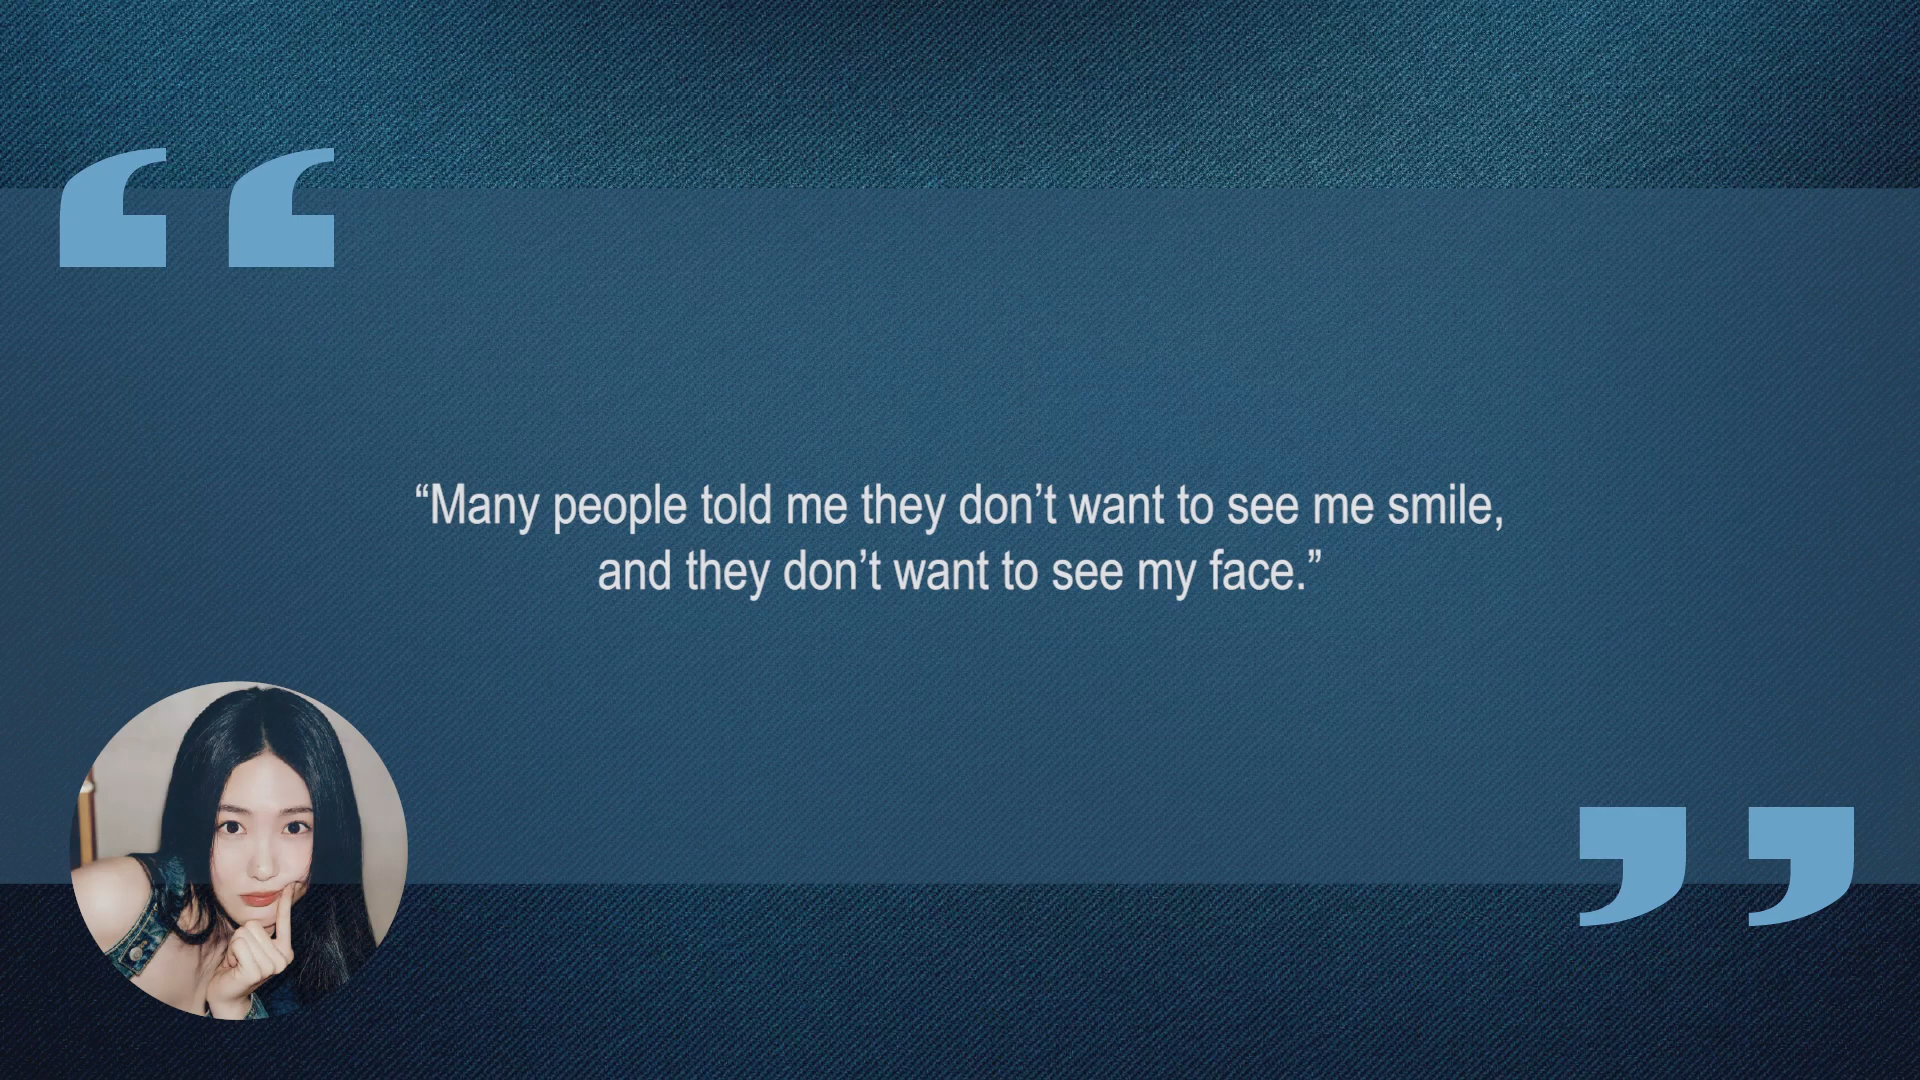 “Many people told me they don’t want to see me smile,
and they don’t want to see my face.”